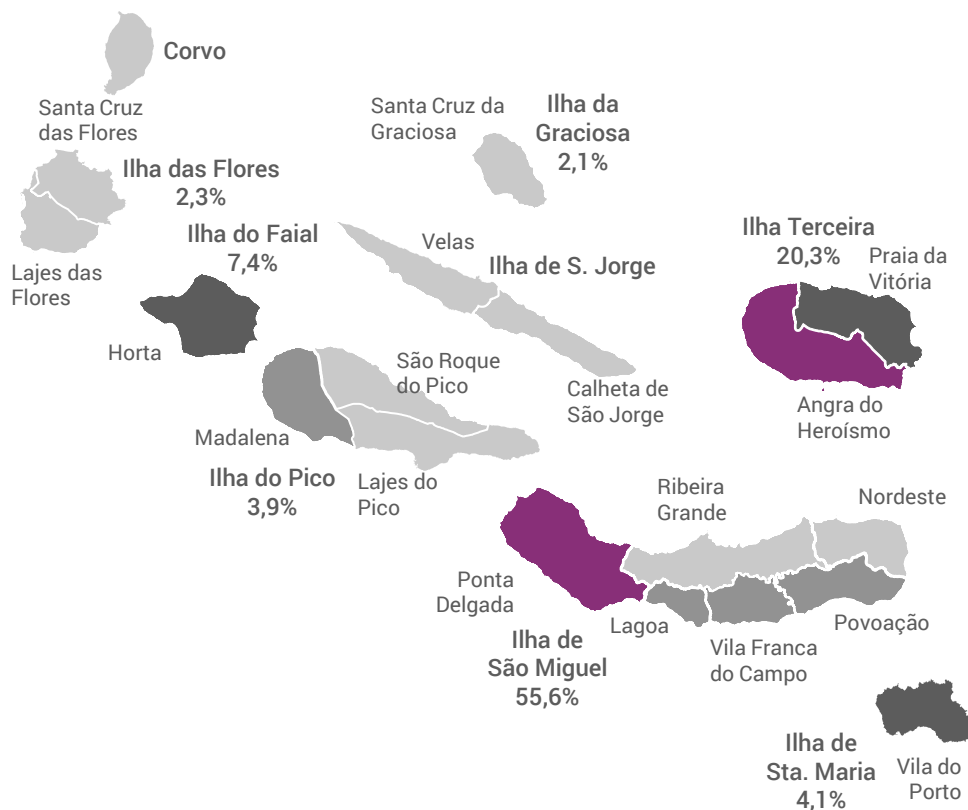 Corvo
Santa Cruz
das Flores
Ilha das Flores
2,3%
Lajes das
Flores
Santa Cruz da
Graciosa
Ilha da
Graciosa
2,1%
Ilha do Faial
7,4%
Horta
Velas
Ilha de S. Jorge
Calheta de
São Jorge
Ilha Terceira
20,3%
Praia da
Vitória
Angra do
Heroísmo
São Roque
do Pico
Madalena
Ilha do Pico
3,9%
Lajes do
Pico
Ribeira
Grande
Nordeste
Ponta
Delgada
Lagoa
Povoação
Vila Franca
do Campo
Ilha de
São Miguel
55,6%
Ilha de
Sta. Maria
4,1%
Vila do
Porto